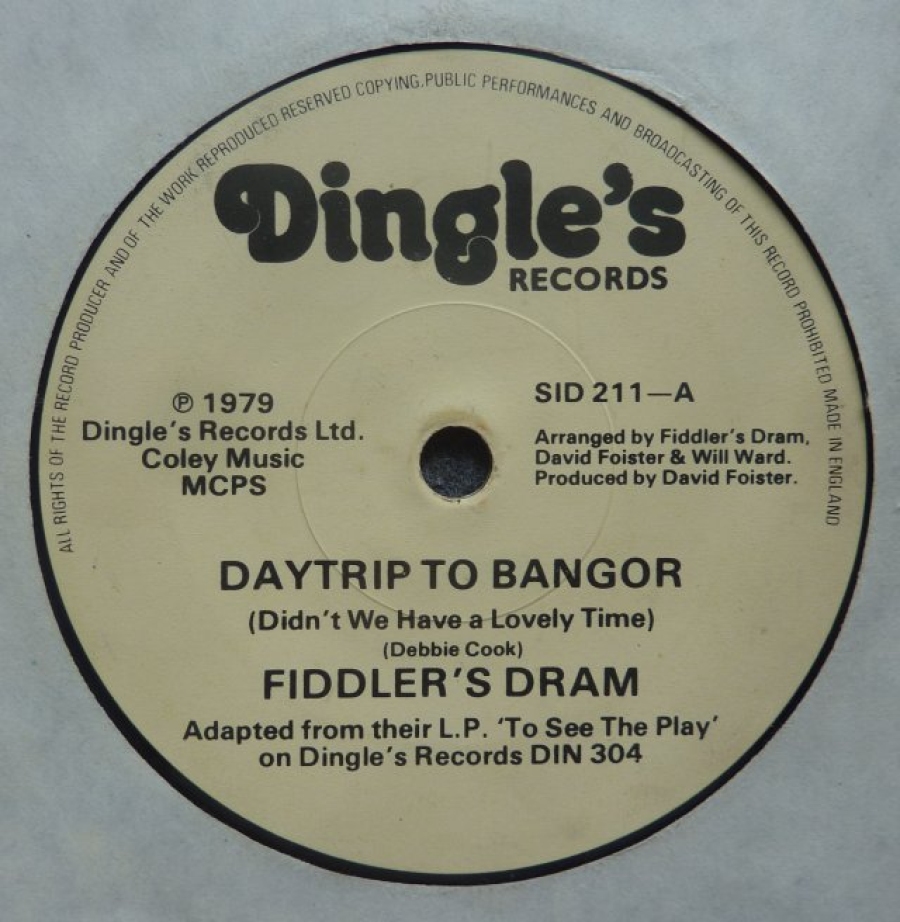 ALL RIGHTS OF THE RECORD PRODUCER AND OF THE WORK REPRODUCED RESERVED COPYING, PUBLIC PERFORMANCES AND BROADCASTING OF THIS RECORD PROHIBITED MADE IN ENGLAND
Dingle's
RECORDS
℗ 1979
Dingle's Records Ltd.
Coley Music
MCPS
SID 211—A
Arranged by Fiddler's Dram,
David Foister & Will Ward.
Produced by David Foister.
DAYTRIP TO BANGOR
(Didn't We Have a Lovely Time)
(Debbie Cook)
FIDDLER'S DRAM
Adapted from their L.P. 'To See The Play'
on Dingle's Records DIN 304